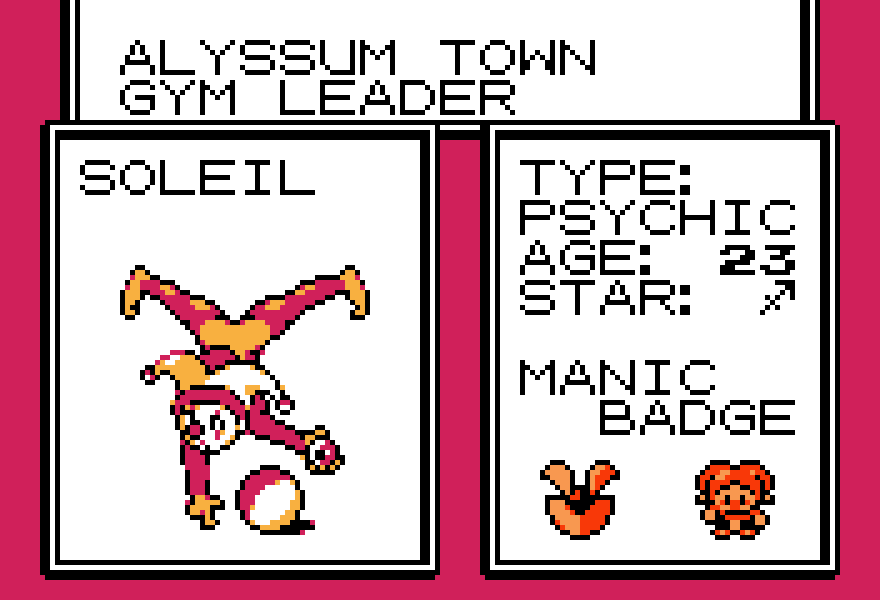 ALYSSUM TOWN
GYM LEADER
SOLEIL
TYPE:
PSYCHIC
AGE: 23
STAR: ♐
MANIC
BADGE